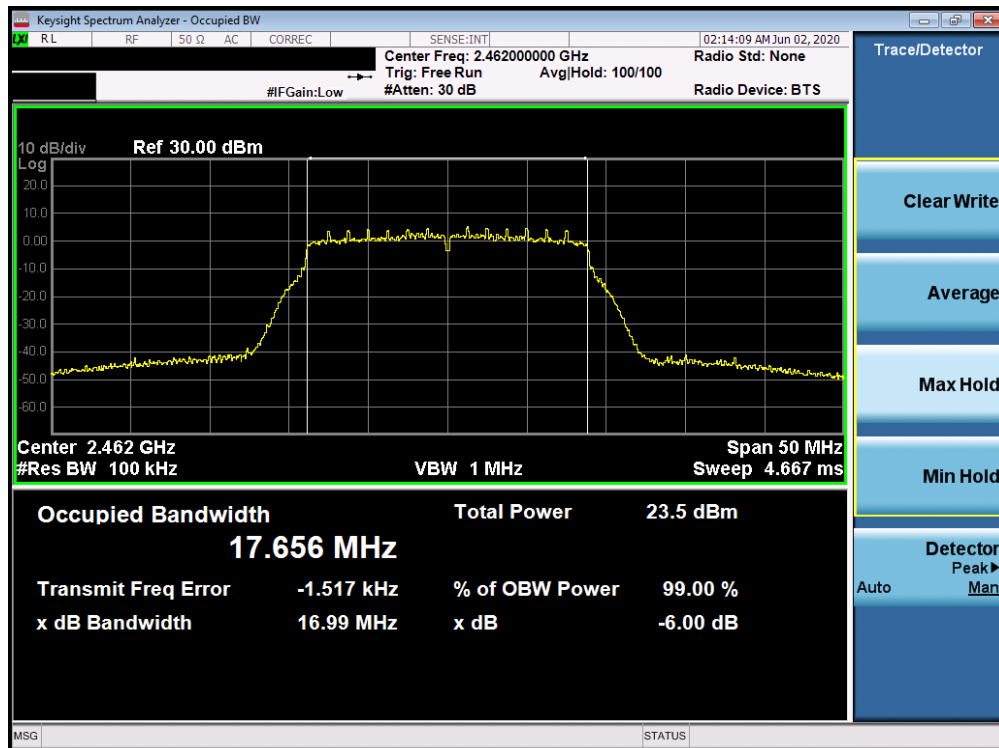 Keysight Spectrum Analyzer - Occupied BW
LXI RL RF 50 Ω AC CORREC SENSE:INT 02:14:09 AM Jun 02, 2020
Center Freq: 2.462000000 GHz Radio Std: None
Trig: Free Run Avg|Hold: 100/100
#IFGain:Low #Atten: 30 dB Radio Device: BTS
10 dB/div Ref 30.00 dBm
Log
20.0
10.0
0.00
-10.0
-20.0
-30.0
-40.0
-50.0
-60.0
Center 2.462 GHz Span 50 MHz
#Res BW 100 kHz VBW 1 MHz Sweep 4.667 ms
Occupied Bandwidth Total Power 23.5 dBm
17.656 MHz
Transmit Freq Error -1.517 kHz % of OBW Power 99.00 %
x dB Bandwidth 16.99 MHz x dB -6.00 dB
MSG STATUS
Trace/Detector
Clear Write
Average
Max Hold
Min Hold
Detector
Peak▶
Auto Man